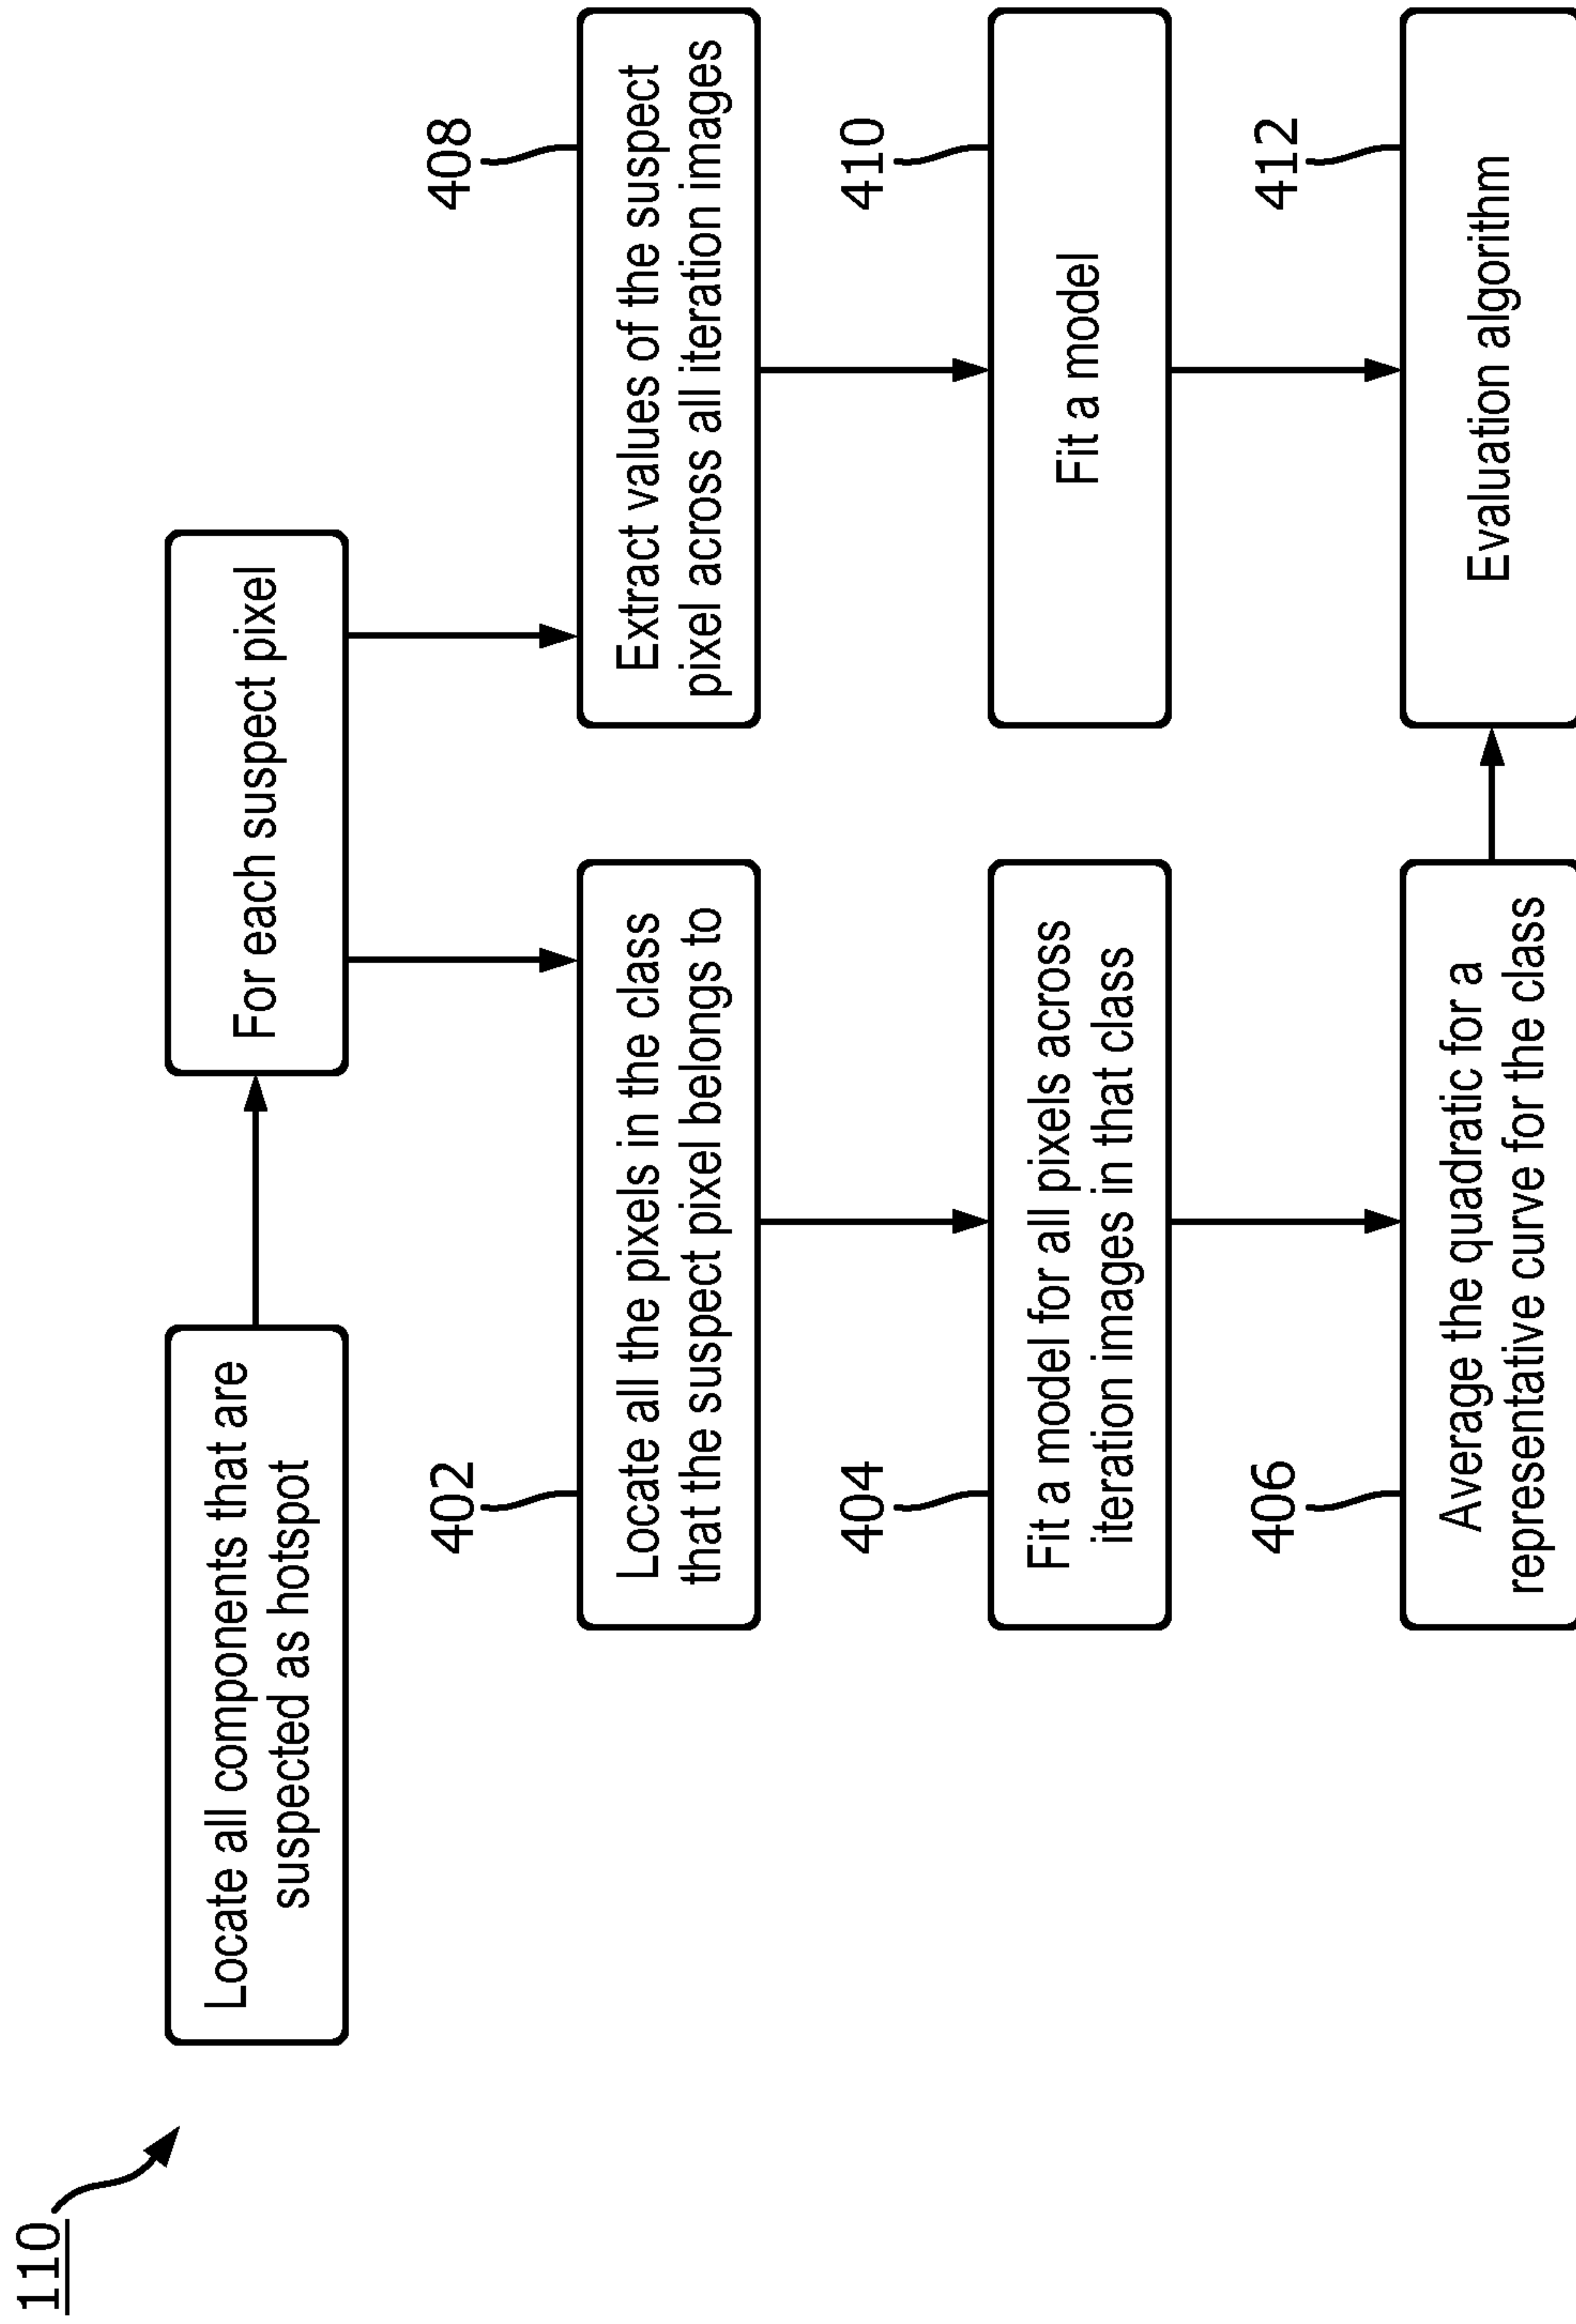 110
Locate all components that are
suspected as hotspot
For each suspect pixel
402
Locate all the pixels in the class
that the suspect pixel belongs to
404
Fit a model for all pixels across
iteration images in that class
406
Average the quadratic for a
representative curve for the class
408
Extract values of the suspect
pixel across all iteration images
410
Fit a model
412
Evaluation algorithm